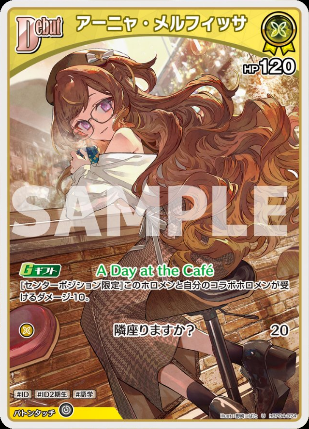 Debut アーニャ・メルフィッサ
HP120
SAMPLE
ギフト A Day at the Café
[センターポジション限定]このホロメンと自分のコラボホロメンが受
けるダメージ-10。
隣座りますか? 20
#ID #ID2期生 #語学
バトンタッチ